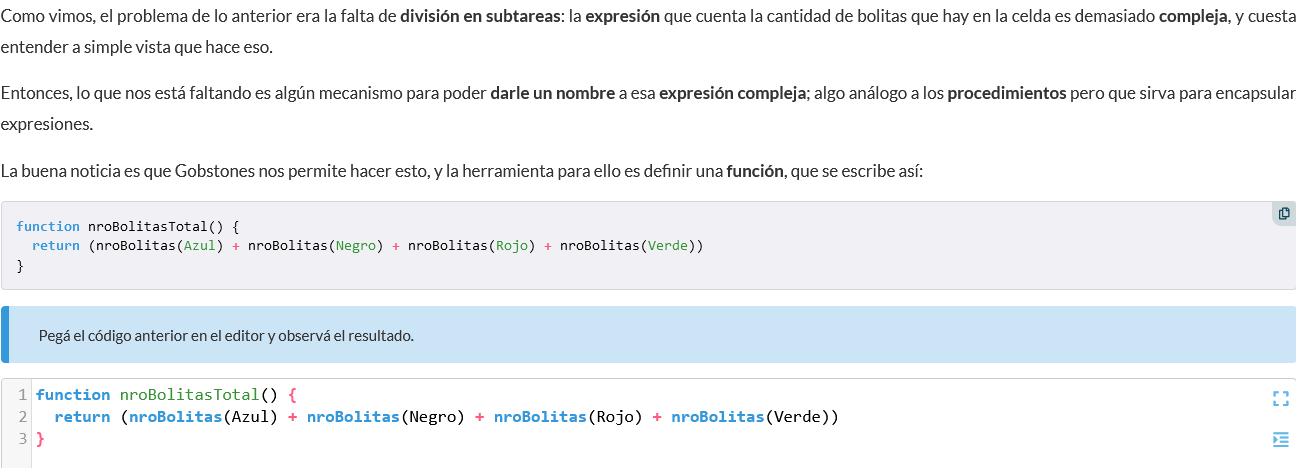 Como vimos, el problema de lo anterior era la falta de división en subtareas: la expresión que cuenta la cantidad de bolitas que hay en la celda es demasiado compleja, y cuesta
entender a simple vista que hace eso.
Entonces, lo que nos está faltando es algún mecanismo para poder darle un nombre a esa expresión compleja; algo análogo a los procedimientos pero que sirva para encapsular
expresiones.
La buena noticia es que Gobstones nos permite hacer esto, y la herramienta para ello es definir una función, que se escribe así:
function nroBolitasTotal() {
  return (nroBolitas(Azul) + nroBolitas(Negro) + nroBolitas(Rojo) + nroBolitas(Verde))
}
Pegá el código anterior en el editor y observá el resultado.
1 function nroBolitasTotal() {
2   return (nroBolitas(Azul) + nroBolitas(Negro) + nroBolitas(Rojo) + nroBolitas(Verde))
3 }